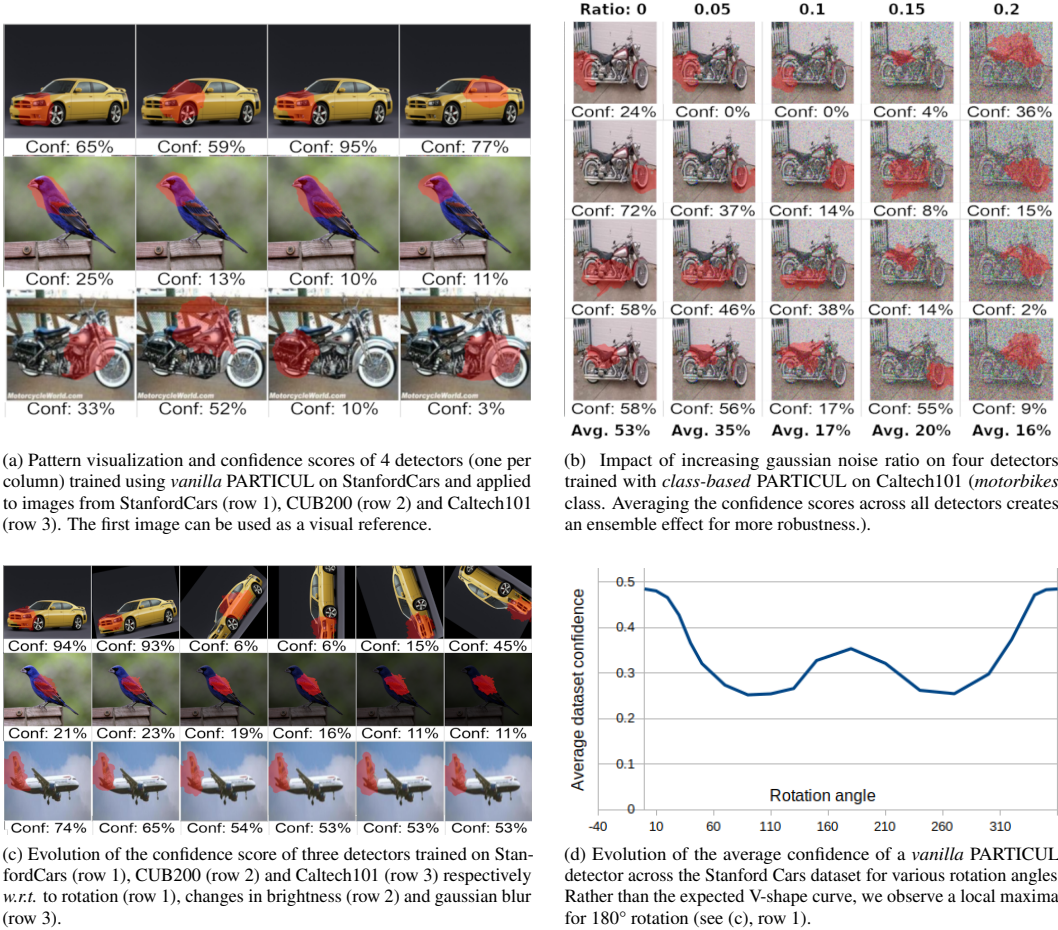 Conf: 65% Conf: 59% Conf: 95% Conf: 77%
Conf: 25% Conf: 13% Conf: 10% Conf: 11%
MotorcycleWorld.com MotorcycleWorld.com MotorcycleWorld.com MotorcycleWorld.com
Conf: 33% Conf: 52% Conf: 10% Conf: 3%
(a) Pattern visualization and confidence scores of 4 detectors (one per
column) trained using vanilla PARTICUL on StanfordCars and applied
to images from StanfordCars (row 1), CUB200 (row 2) and Caltech101
(row 3). The first image can be used as a visual reference.
Ratio: 0 0.05 0.1 0.15 0.2
Conf: 24% Conf: 0% Conf: 0% Conf: 4% Conf: 36%
Conf: 72% Conf: 37% Conf: 14% Conf: 8% Conf: 15%
Conf: 58% Conf: 46% Conf: 38% Conf: 14% Conf: 2%
Conf: 58% Conf: 56% Conf: 17% Conf: 55% Conf: 9%
Avg. 53% Avg. 35% Avg. 17% Avg. 20% Avg. 16%
(b) Impact of increasing gaussian noise ratio on four detectors
trained with class-based PARTICUL on Caltech101 (motorbikes
class. Averaging the confidence scores across all detectors creates
an ensemble effect for more robustness.).
Conf: 94% Conf: 93% Conf: 6% Conf: 6% Conf: 15% Conf: 45%
Conf: 21% Conf: 23% Conf: 19% Conf: 16% Conf: 11% Conf: 11%
Conf: 74% Conf: 65% Conf: 54% Conf: 53% Conf: 53% Conf: 53%
(c) Evolution of the confidence score of three detectors trained on Stan-
fordCars (row 1), CUB200 (row 2) and Caltech101 (row 3) respectively
w.r.t. to rotation (row 1), changes in brightness (row 2) and gaussian blur
(row 3).
Average dataset confidence
0.5
0.4
0.3
0.2
0.1
0
Rotation angle
-40 10 60 110 160 210 260 310
(d) Evolution of the average confidence of a vanilla PARTICUL
detector across the Stanford Cars dataset for various rotation angles
Rather than the expected V-shape curve, we observe a local maxima
for 180° rotation (see (c), row 1).